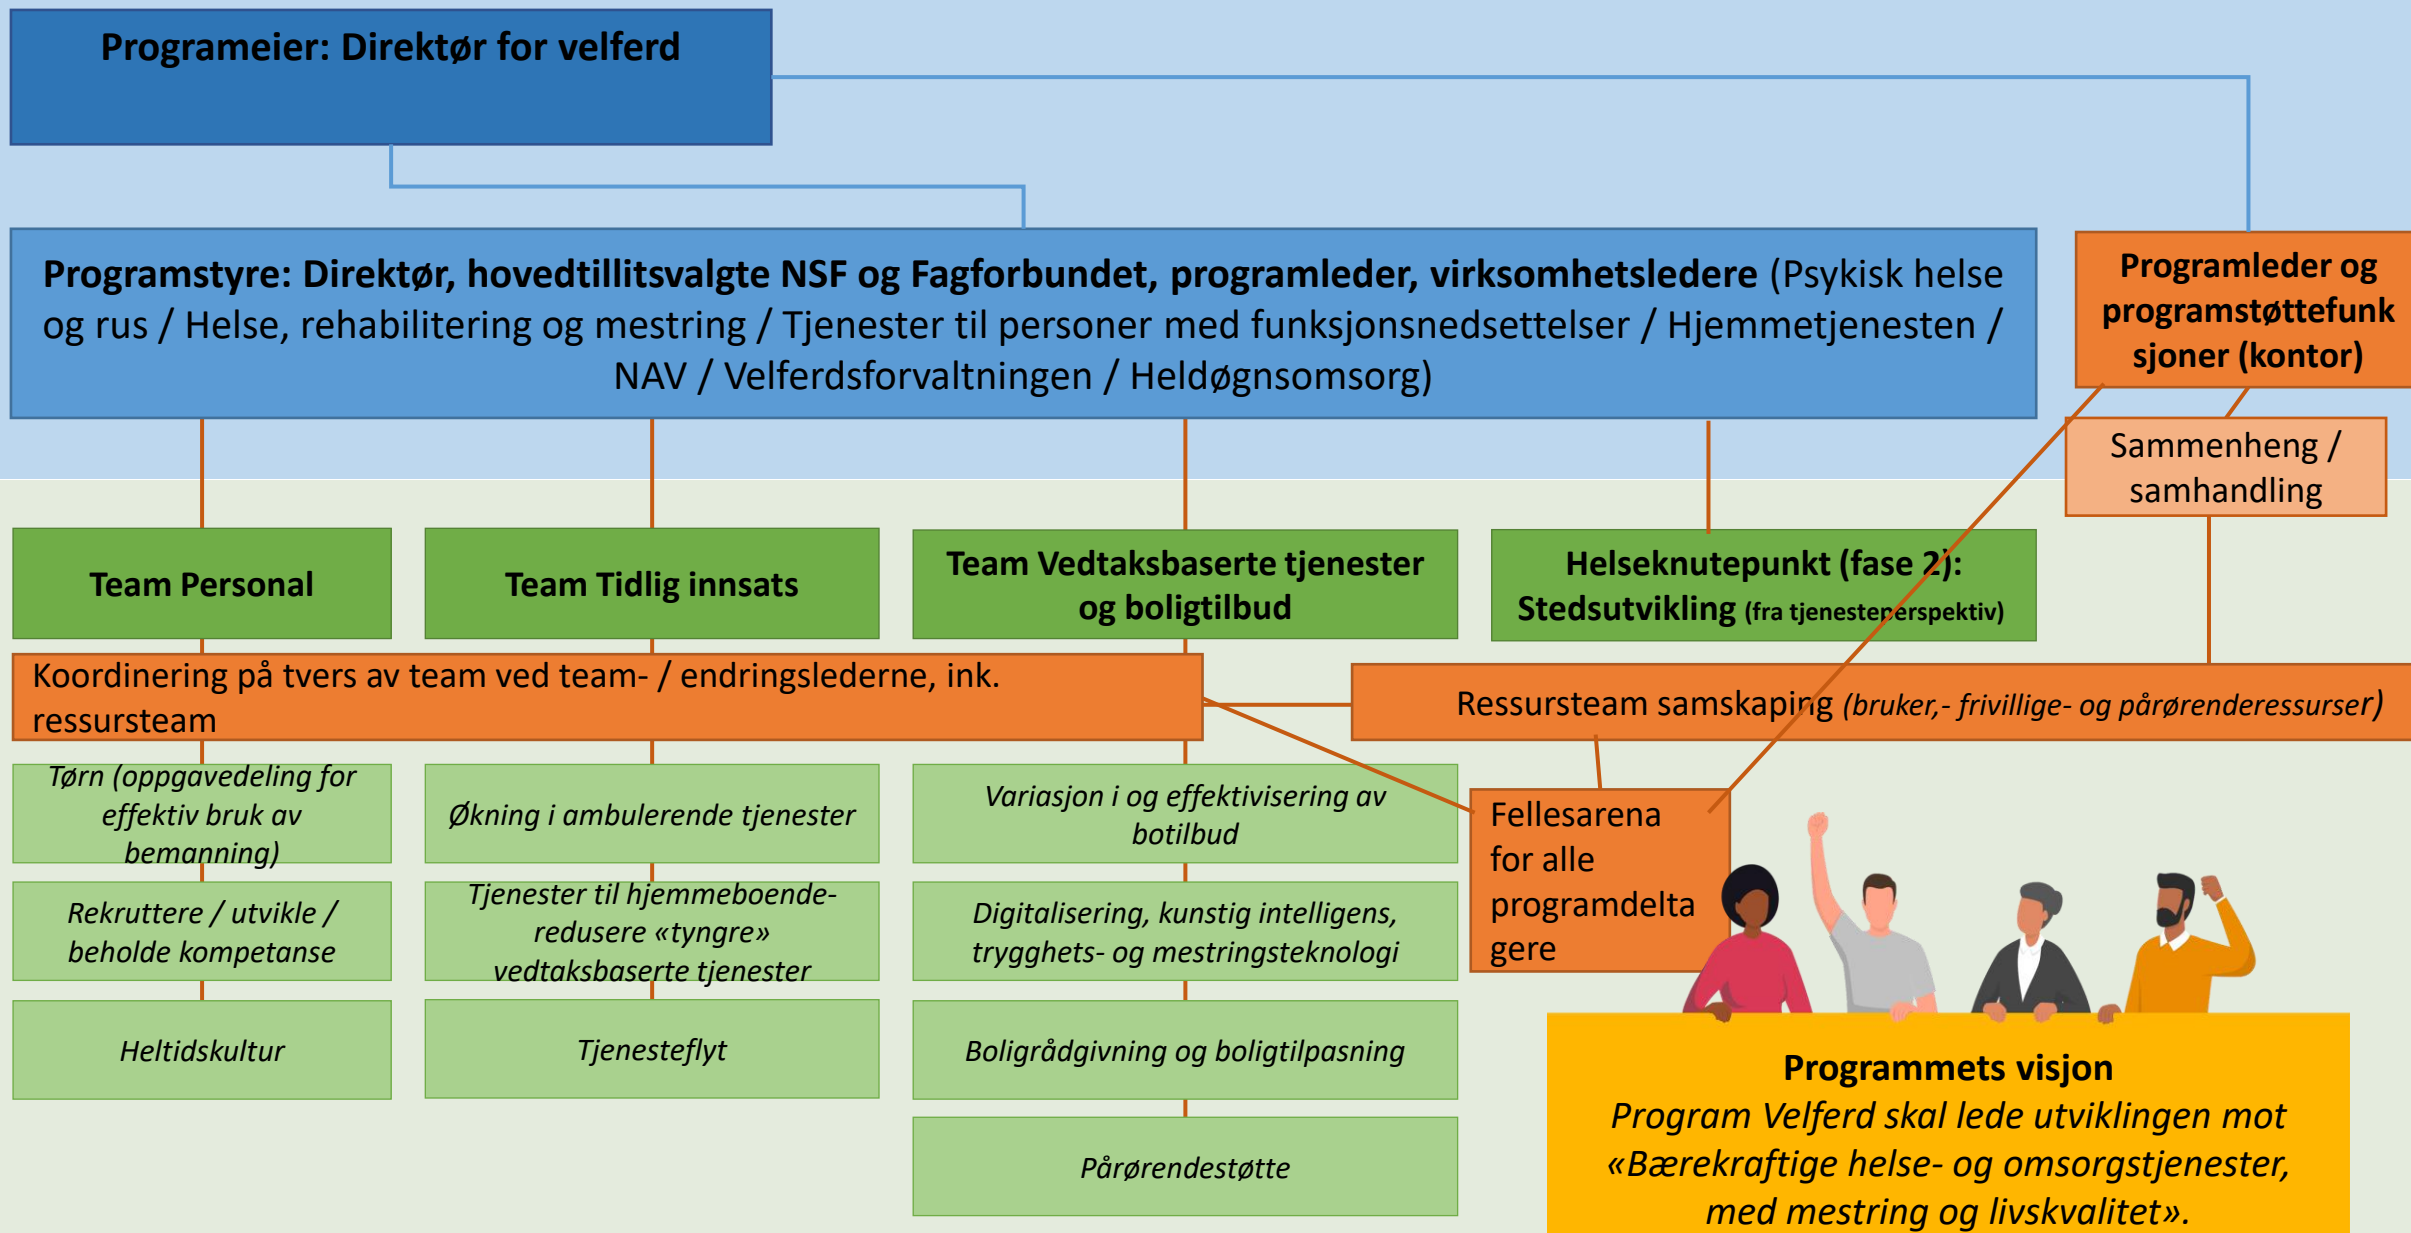 Programeier: Direktør for velferd
Programstyre: Direktør, hovedtillitsvalgte NSF og Fagforbundet, programleder, virksomhetsledere (Psykisk helse
og rus / Helse, rehabilitering og mestring / Tjenester til personer med funksjonsnedsettelser / Hjemmetjenesten /
NAV / Velferdsforvaltningen / Heldøgnsomsorg)
Programleder og
programstøttefunk
sjoner (kontor)
Sammenheng /
samhandling
Team Personal
Team Tidlig innsats
Team Vedtaksbaserte tjenester
og boligtilbud
Helseknutepunkt (fase 2):
Stedsutvikling (fra tjenesteperspektiv)
Koordinering på tvers av team ved team- / endringslederne, ink.
ressursteam
Ressursteam samskaping (bruker,- frivillige- og pårørenderessurser)
Tørn (oppgavedeling for
effektiv bruk av
bemanning)
Rekruttere / utvikle /
beholde kompetanse
Heltidskultur
Økning i ambulerende tjenester
Tjenester til hjemmeboende-
redusere «tyngre»
vedtaksbaserte tjenester
Tjenesteflyt
Variasjon i og effektivisering av
botilbud
Digitalisering, kunstig intelligens,
trygghets- og mestringsteknologi
Boligrådgivning og boligtilpasning
Pårørendestøtte
Fellesarena
for alle
programdelta
gere
Programmets visjon
Program Velferd skal lede utviklingen mot
«Bærekraftige helse- og omsorgstjenester,
med mestring og livskvalitet».